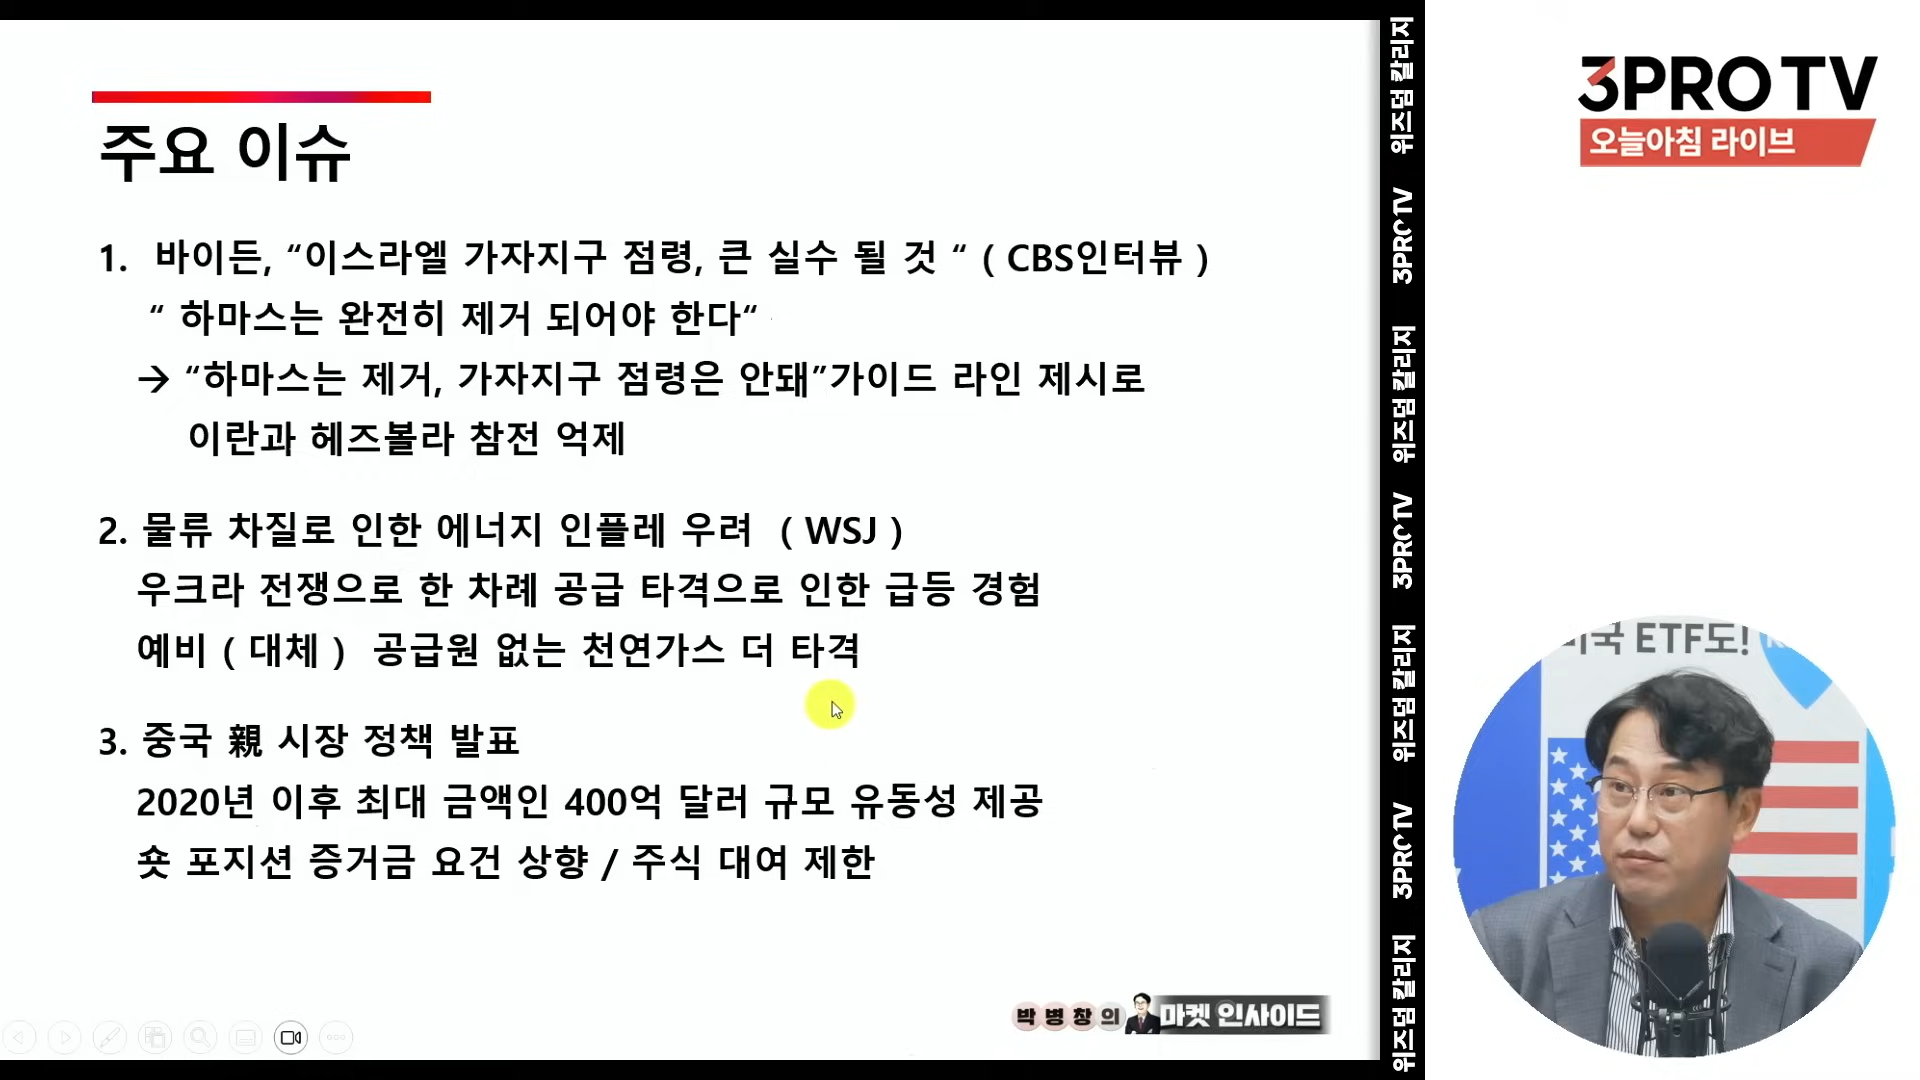 주요 이슈
1. 바이든, “이스라엘 가자지구 점령, 큰 실수 될 것 “ ( CBS인터뷰 )
“ 하마스는 완전히 제거 되어야 한다“
→ “하마스는 제거, 가자지구 점령은 안돼”가이드 라인 제시로
이란과 헤즈볼라 참전 억제
2. 물류 차질로 인한 에너지 인플레 우려 ( WSJ )
우크라 전쟁으로 한 차례 공급 타격으로 인한 급등 경험
예비 ( 대체 ) 공급원 없는 천연가스 더 타격
3. 중국 親 시장 정책 발표
2020년 이후 최대 금액인 400억 달러 규모 유동성 제공
숏 포지션 증거금 요건 상향 / 주식 대여 제한
박병창의 마켓 인사이드
위즈덤 칼리지
3PROTV
위즈덤 칼리지
3PROTV
위즈덤 칼리지
3PROTV
위즈덤 칼리지
3PROTV
오늘아침 라이브
국 ETF도!